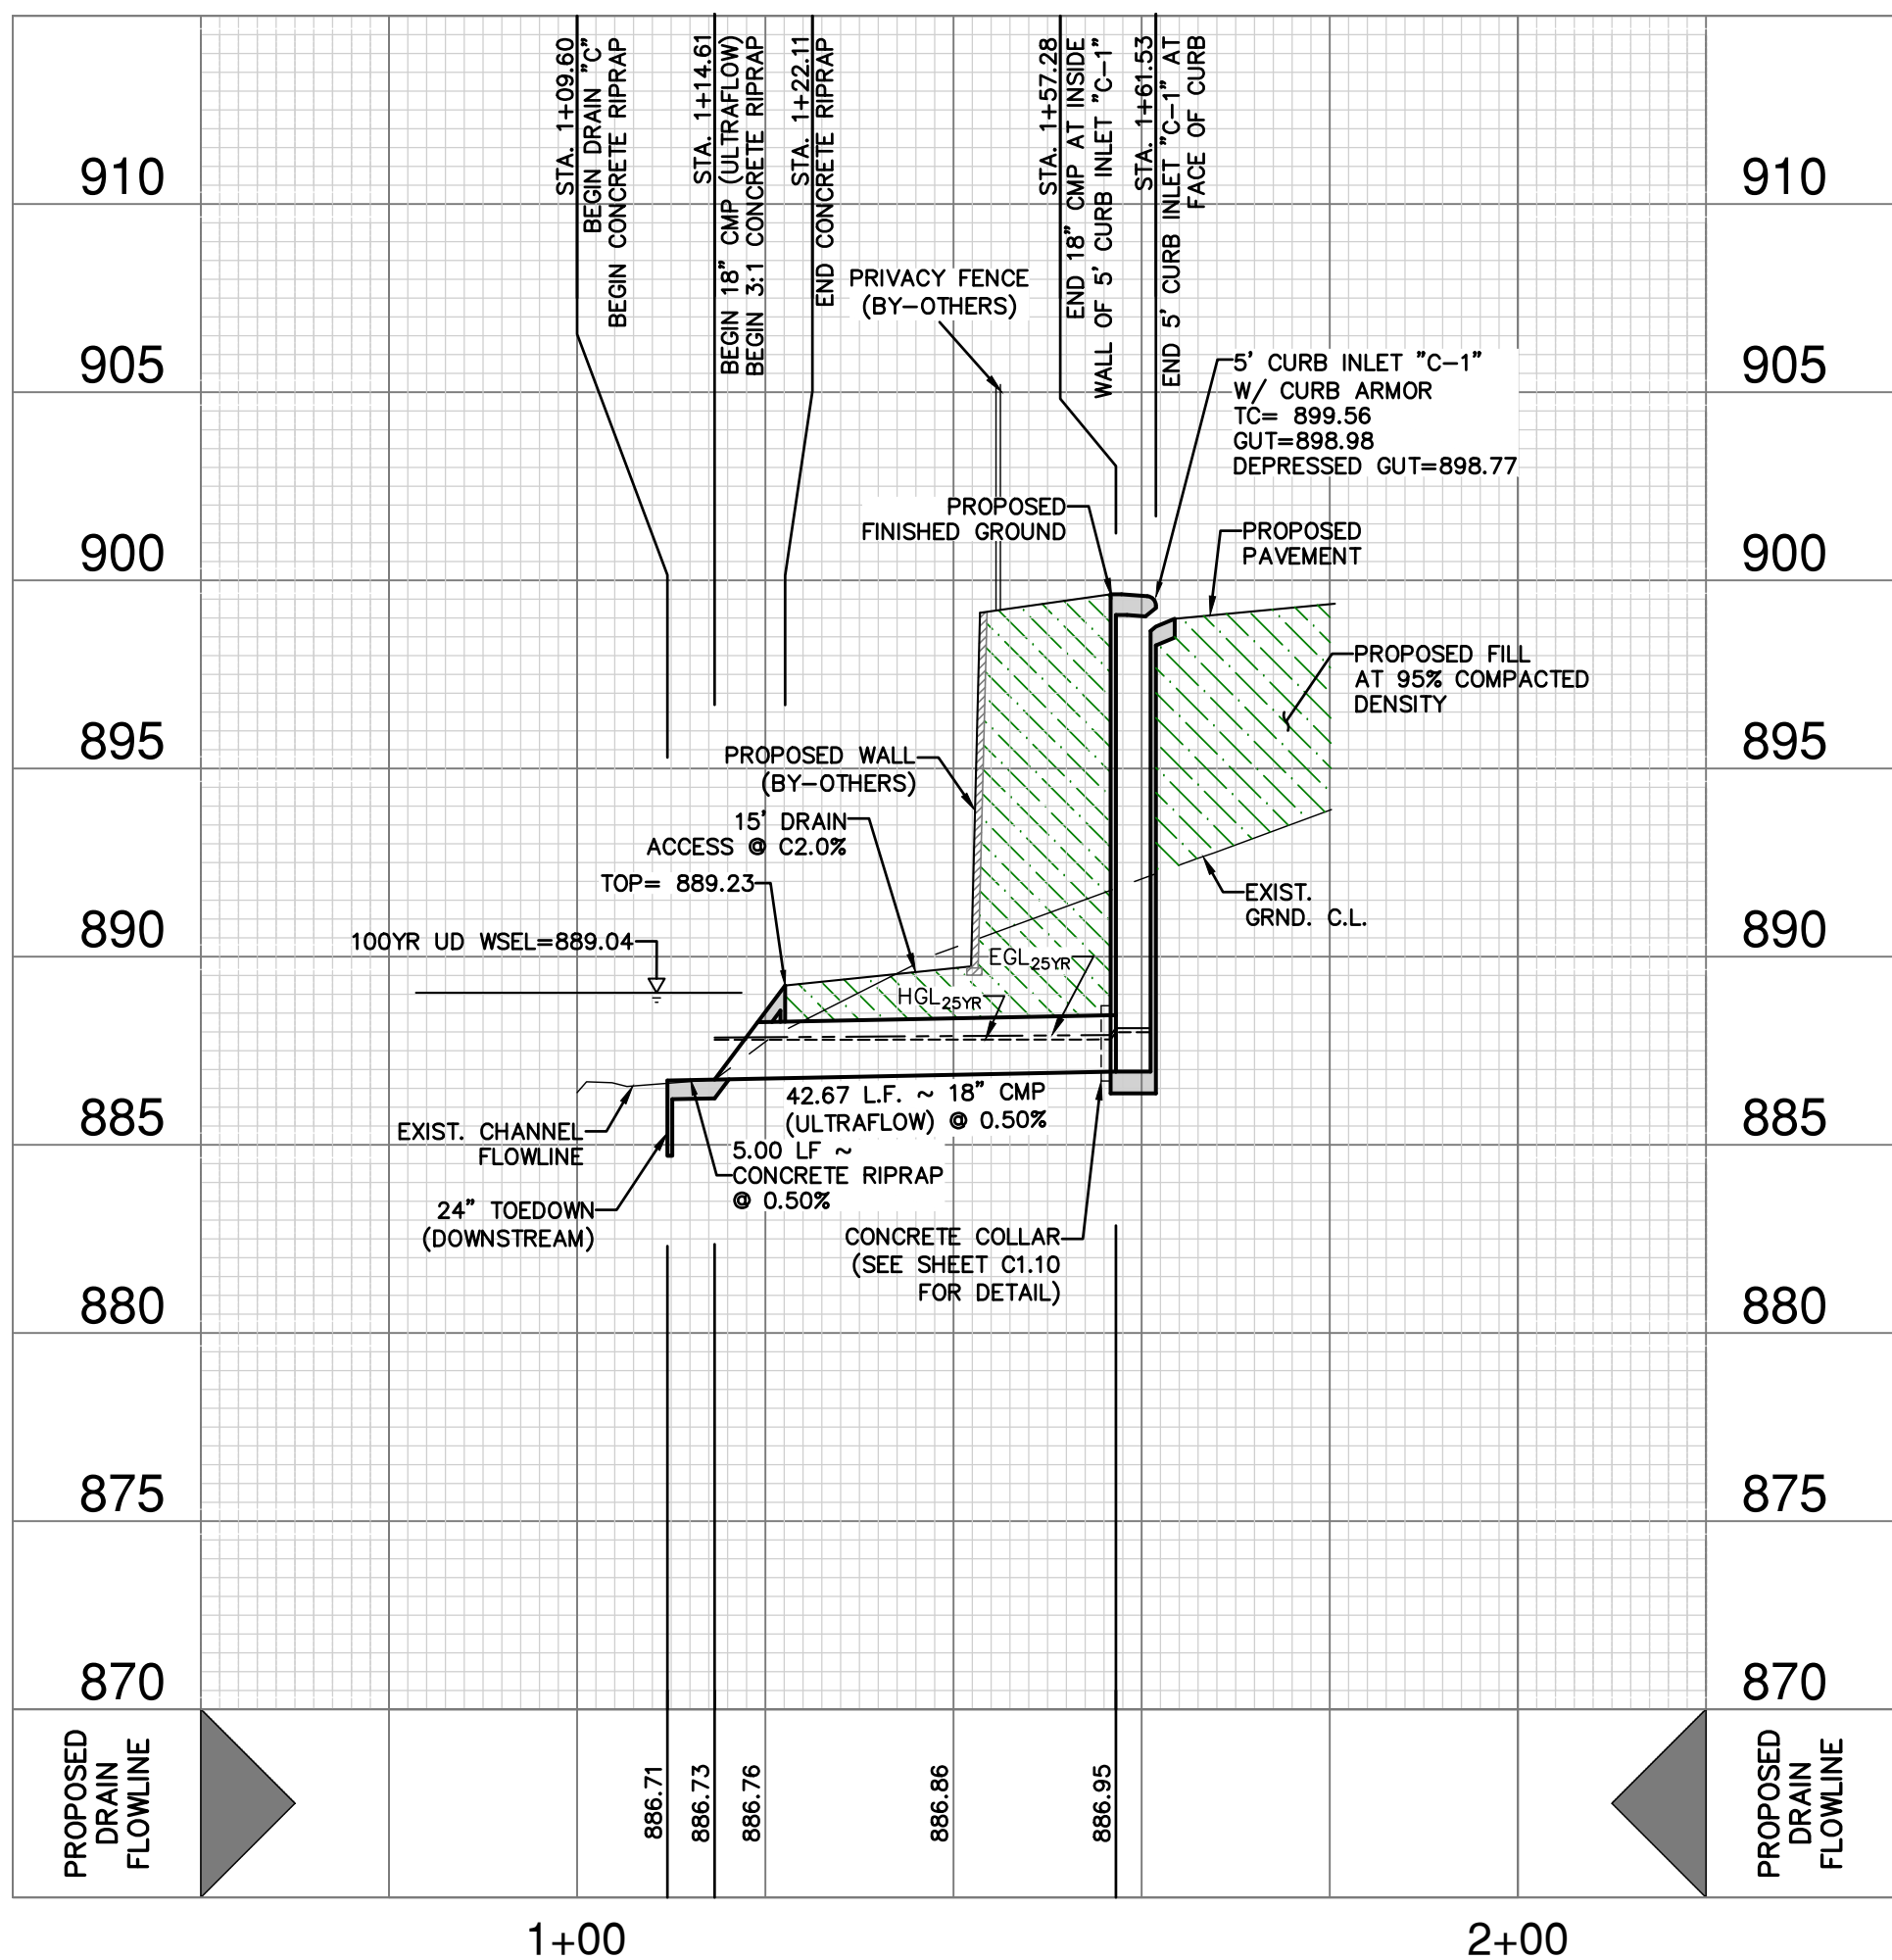 STA. 1+09.60
BEGIN DRAIN "C"
BEGIN CONCRETE RIPRAP
STA. 1+14.61
BEGIN 18" CMP (ULTRAFLOW)
BEGIN 3:1 CONCRETE RIPRAP
STA. 1+22.11
END CONCRETE RIPRAP
STA. 1+57.28
END 18" CMP AT INSIDE
WALL OF 5' CURB INLET "C-1"
STA. 1+61.53
END 5' CURB INLET "C-1" AT
FACE OF CURB
910
910
905
905
900
900
895
895
890
890
885
885
880
880
875
875
870
870
PRIVACY FENCE
(BY-OTHERS)
5' CURB INLET "C-1"
W/ CURB ARMOR
TC= 899.56
GUT=898.98
DEPRESSED GUT=898.77
PROPOSED
FINISHED GROUND
PROPOSED
PAVEMENT
PROPOSED FILL
AT 95% COMPACTED
DENSITY
PROPOSED WALL
(BY-OTHERS)
15' DRAIN
ACCESS @ C2.0%
TOP= 889.23
EXIST.
GRND. C.L.
100YR UD WSEL=889.04
EGL25YR
HGL25YR
42.67 L.F. ~ 18" CMP
(ULTRAFLOW) @ 0.50%
EXIST. CHANNEL
FLOWLINE
5.00 LF ~
CONCRETE RIPRAP
@ 0.50%
24" TOEDOWN
(DOWNSTREAM)
CONCRETE COLLAR
(SEE SHEET C1.10
FOR DETAIL)
PROPOSED
DRAIN
FLOWLINE
886.71
886.73
886.76
886.86
886.95
PROPOSED
DRAIN
FLOWLINE
1+00
2+00